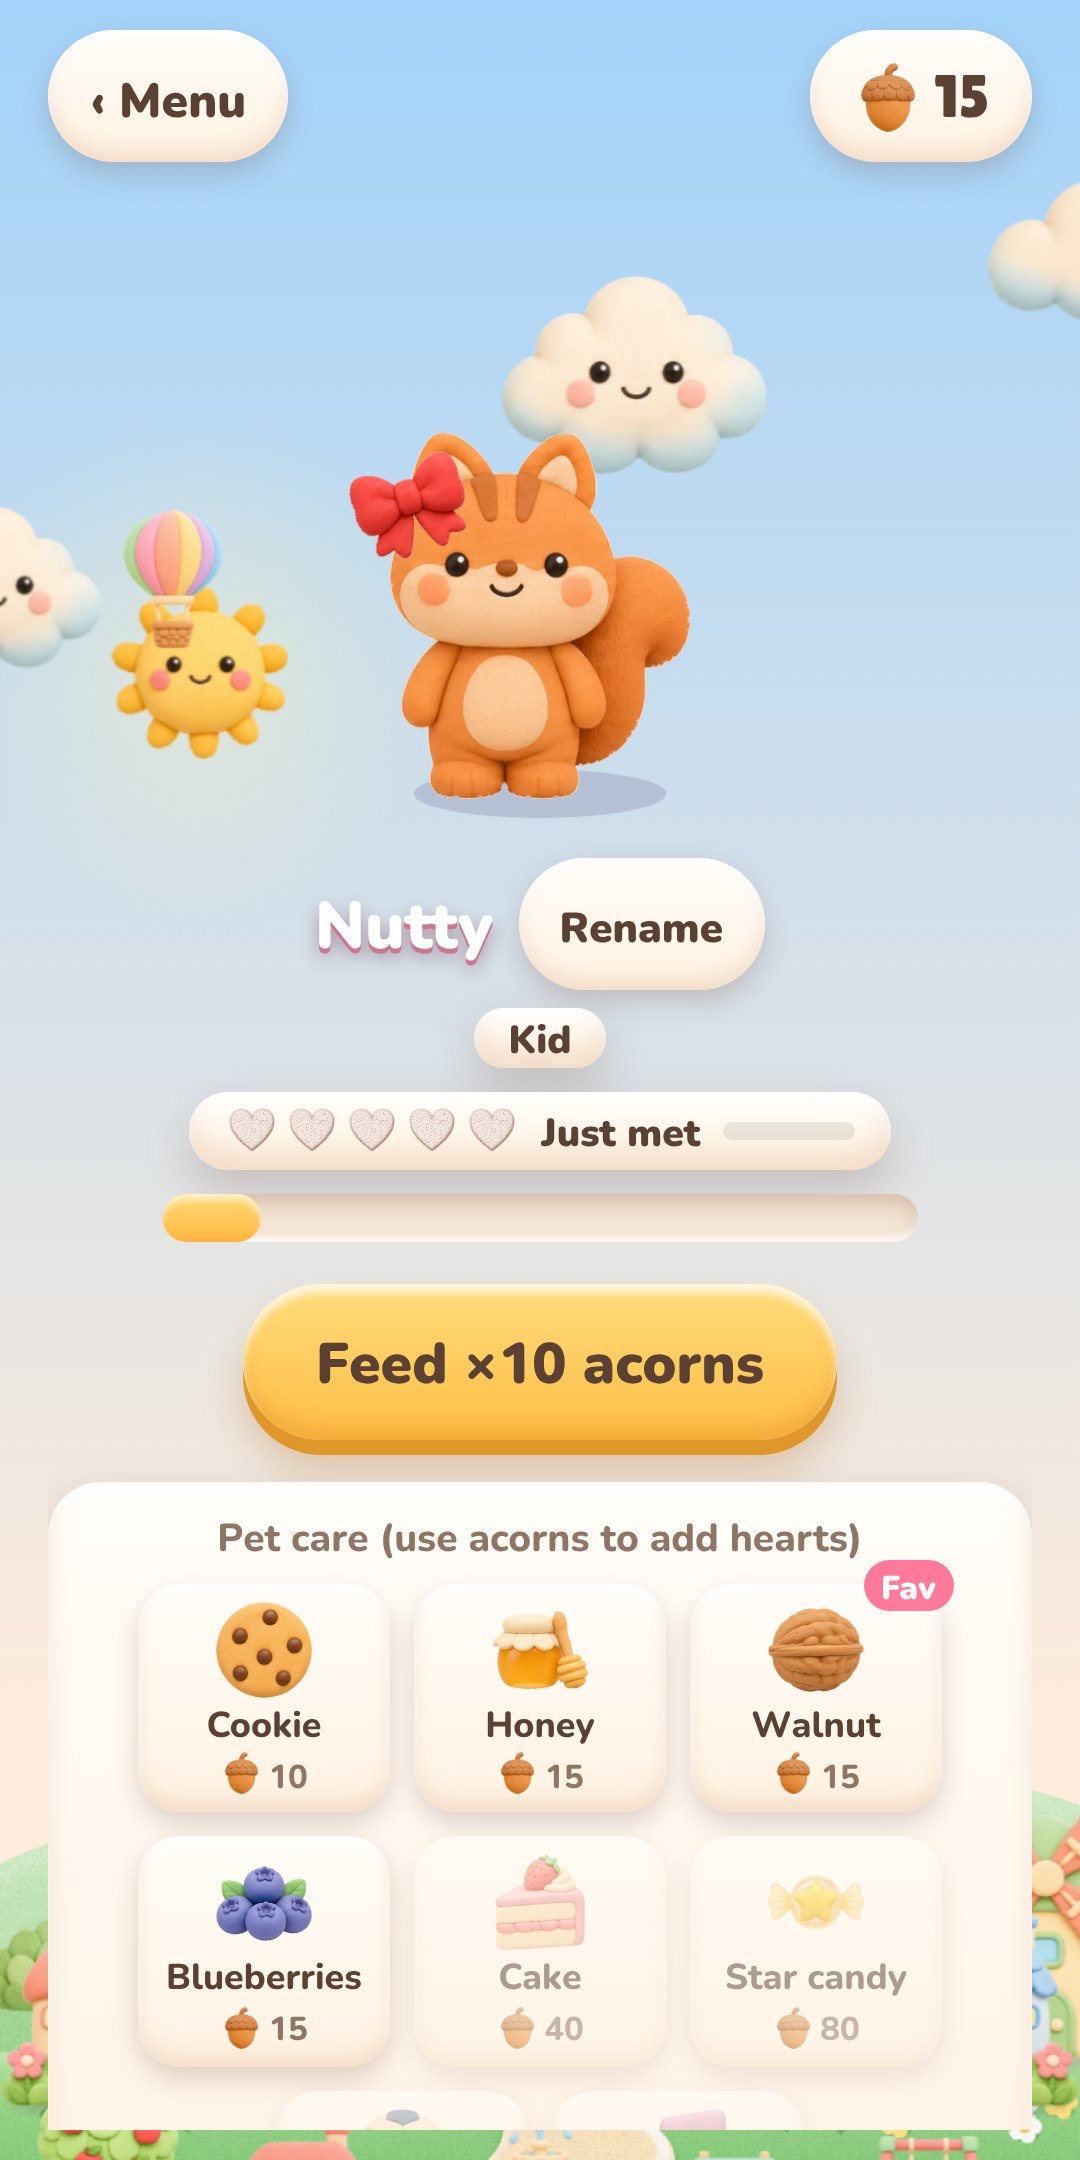 ‹ Menu
15
Nutty
Rename
Kid
Just met
Feed ×10 acorns
Pet care (use acorns to add hearts)
Fav
Cookie
Honey
Walnut
10
15
15
Blueberries
Cake
Star candy
15
40
80